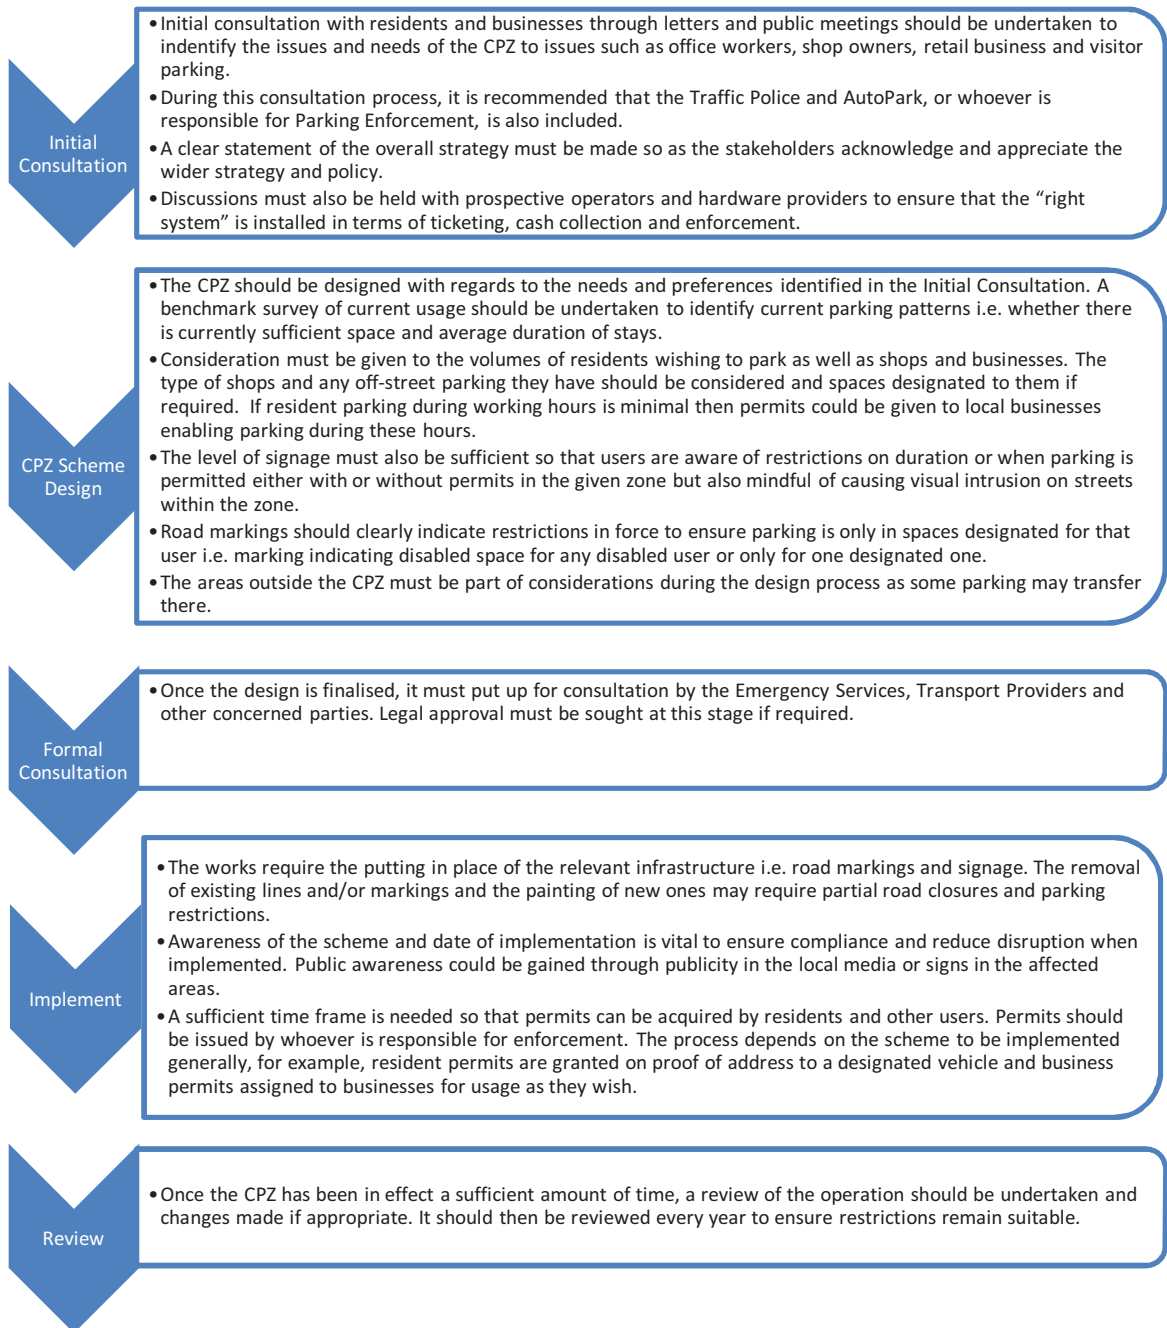 •Initial consultation with residents and businesses through letters and public meetings should be undertaken to
indentify the issues and needs of the CPZ to issues such as office workers, shop owners, retail business and visitor
parking.
•During this consultation process, it is recommended that the Traffic Police and AutoPark, or whoever is
responsible for Parking Enforcement, is also included.
•A clear statement of the overall strategy must be made so as the stakeholders acknowledge and appreciate the
wider strategy and policy.
•Discussions must also be held with prospective operators and hardware providers to ensure that the “right
system” is installed in terms of ticketing, cash collection and enforcement.
Initial
Consultation
•The CPZ should be designed with regards to the needs and preferences identified in the Initial Consultation. A
benchmark survey of current usage should be undertaken to identify current parking patterns i.e. whether there
is currently sufficient space and average duration of stays.
•Consideration must be given to the volumes of residents wishing to park as well as shops and businesses. The
type of shops and any off-street parking they have should be considered and spaces designated to them if
required. If resident parking during working hours is minimal then permits could be given to local businesses
enabling parking during these hours.
•The level of signage must also be sufficient so that users are aware of restrictions on duration or when parking is
permitted either with or without permits in the given zone but also mindful of causing visual intrusion on streets
within the zone.
•Road markings should clearly indicate restrictions in force to ensure parking is only in spaces designated for that
user i.e. marking indicating disabled space for any disabled user or only for one designated one.
•The areas outside the CPZ must be part of considerations during the design process as some parking may transfer
there.
CPZ Scheme
Design
•Once the design is finalised, it must put up for consultation by the Emergency Services, Transport Providers and
other concerned parties. Legal approval must be sought at this stage if required.
Formal
Consultation
•The works require the putting in place of the relevant infrastructure i.e. road markings and signage. The removal
of existing lines and/or markings and the painting of new ones may require partial road closures and parking
restrictions.
•Awareness of the scheme and date of implementation is vital to ensure compliance and reduce disruption when
implemented. Public awareness could be gained through publicity in the local media or signs in the affected
areas.
•A sufficient time frame is needed so that permits can be acquired by residents and other users. Permits should
be issued by whoever is responsible for enforcement. The process depends on the scheme to be implemented
generally, for example, resident permits are granted on proof of address to a designated vehicle and business
permits assigned to businesses for usage as they wish.
Implement
•Once the CPZ has been in effect a sufficient amount of time, a review of the operation should be undertaken and
changes made if appropriate. It should then be reviewed every year to ensure restrictions remain suitable.
Review